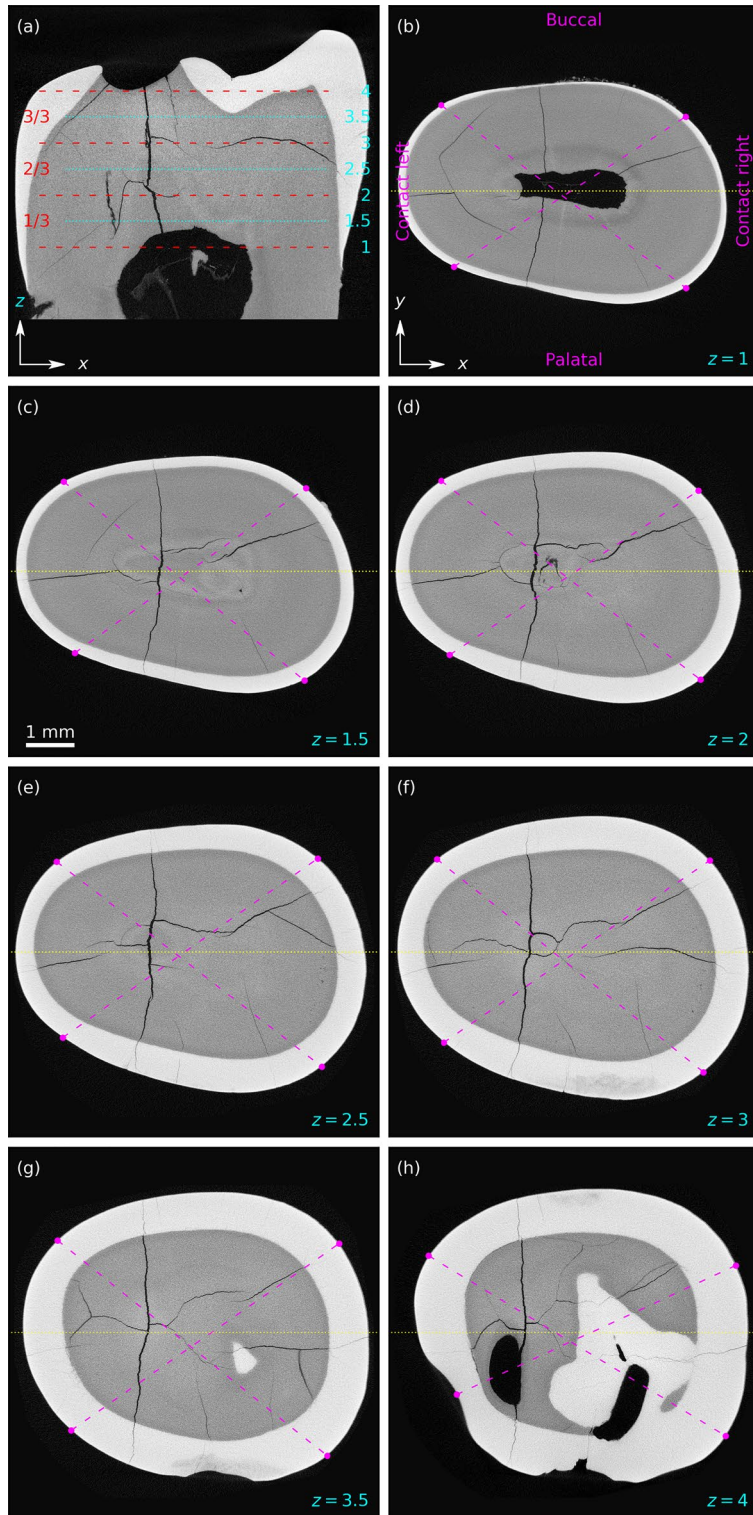 (a)
4
3/3
3.5
3
2/3
2.5
2
1/3
1.5
1
z
x
(b)
Buccal
Contact left
Contact right
y
x
Palatal
z = 1
(c)
1 mm
z = 1.5
(d)
z = 2
(e)
z = 2.5
(f)
z = 3
(g)
z = 3.5
(h)
z = 4